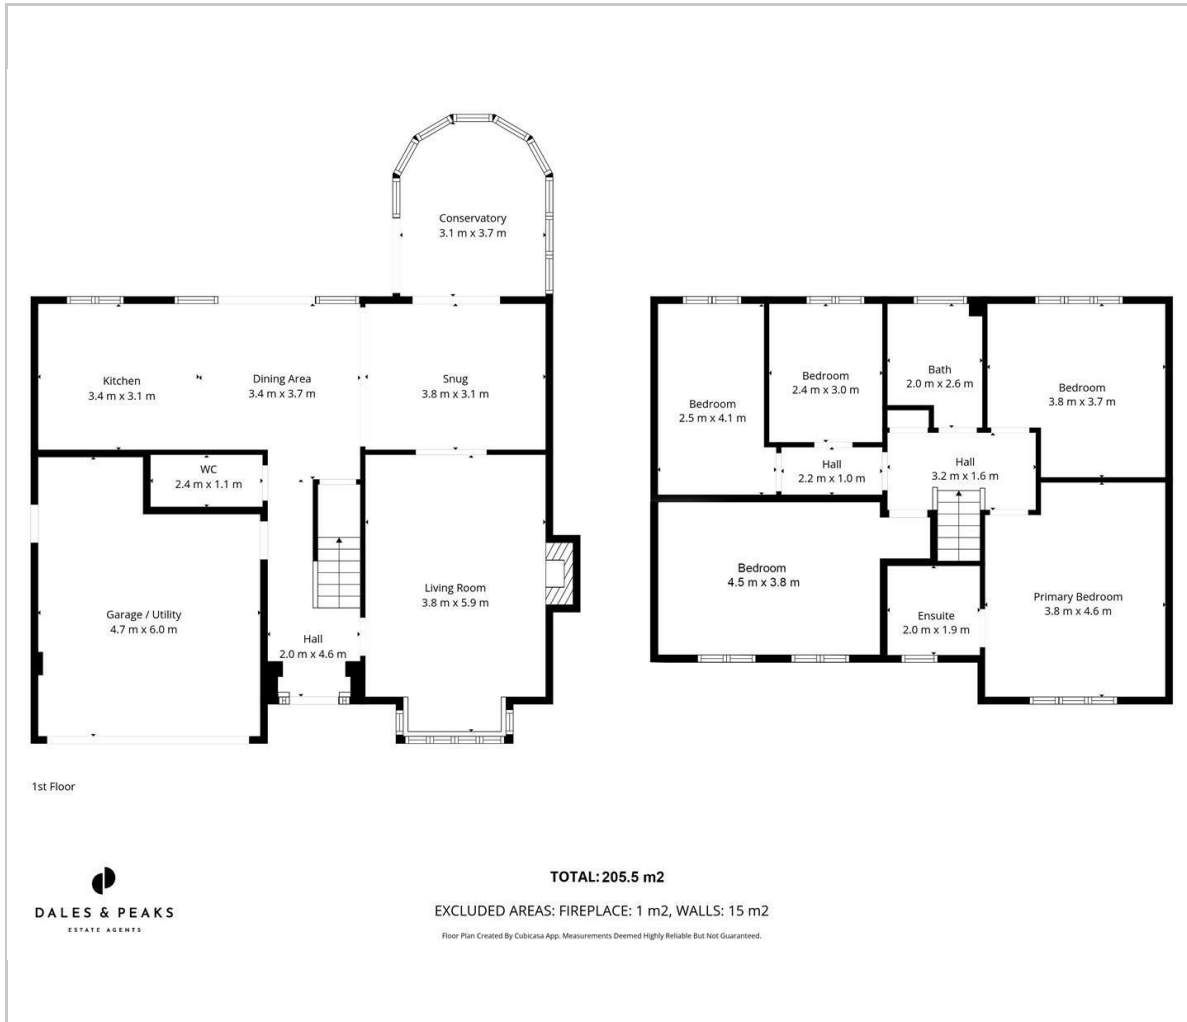 Conservatory
3.1 m x 3.7 m
Kitchen
3.4 m x 3.1 m
Dining Area
3.4 m x 3.7 m
Snug
3.8 m x 3.1 m
WC
2.4 m x 1.1 m
Garage / Utility
4.7 m x 6.0 m
Living Room
3.8 m x 5.9 m
Hall
2.0 m x 4.6 m
1st Floor
Bedroom
2.5 m x 4.1 m
Bedroom
2.4 m x 3.0 m
Bath
2.0 m x 2.6 m
Bedroom
3.8 m x 3.7 m
Hall
2.2 m x 1.0 m
Hall
3.2 m x 1.6 m
Bedroom
4.5 m x 3.8 m
Ensuite
2.0 m x 1.9 m
Primary Bedroom
3.8 m x 4.6 m
DALES & PEAKS
ESTATE AGENTS
TOTAL: 205.5 m2
EXCLUDED AREAS: FIREPLACE: 1 m2, WALLS: 15 m2
Floor Plan Created By Cubicasa App. Measurements Deemed Highly Reliable But Not Guaranteed.